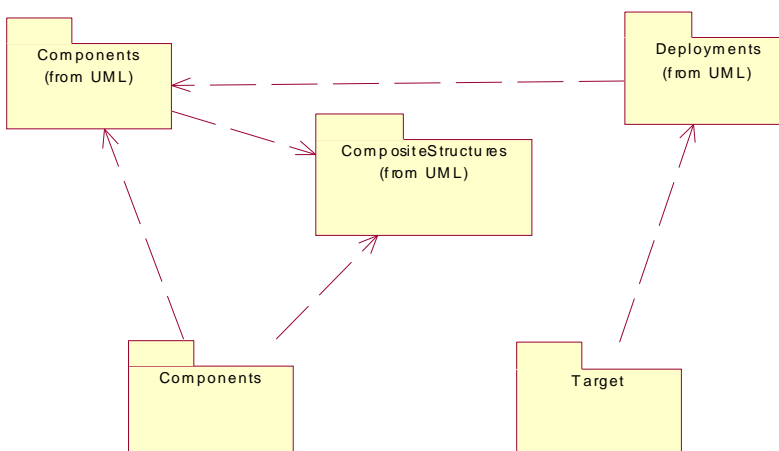 Components
(from UML)
Deployments
(from UML)
CompositeStructures
(from UML)
Components
Target